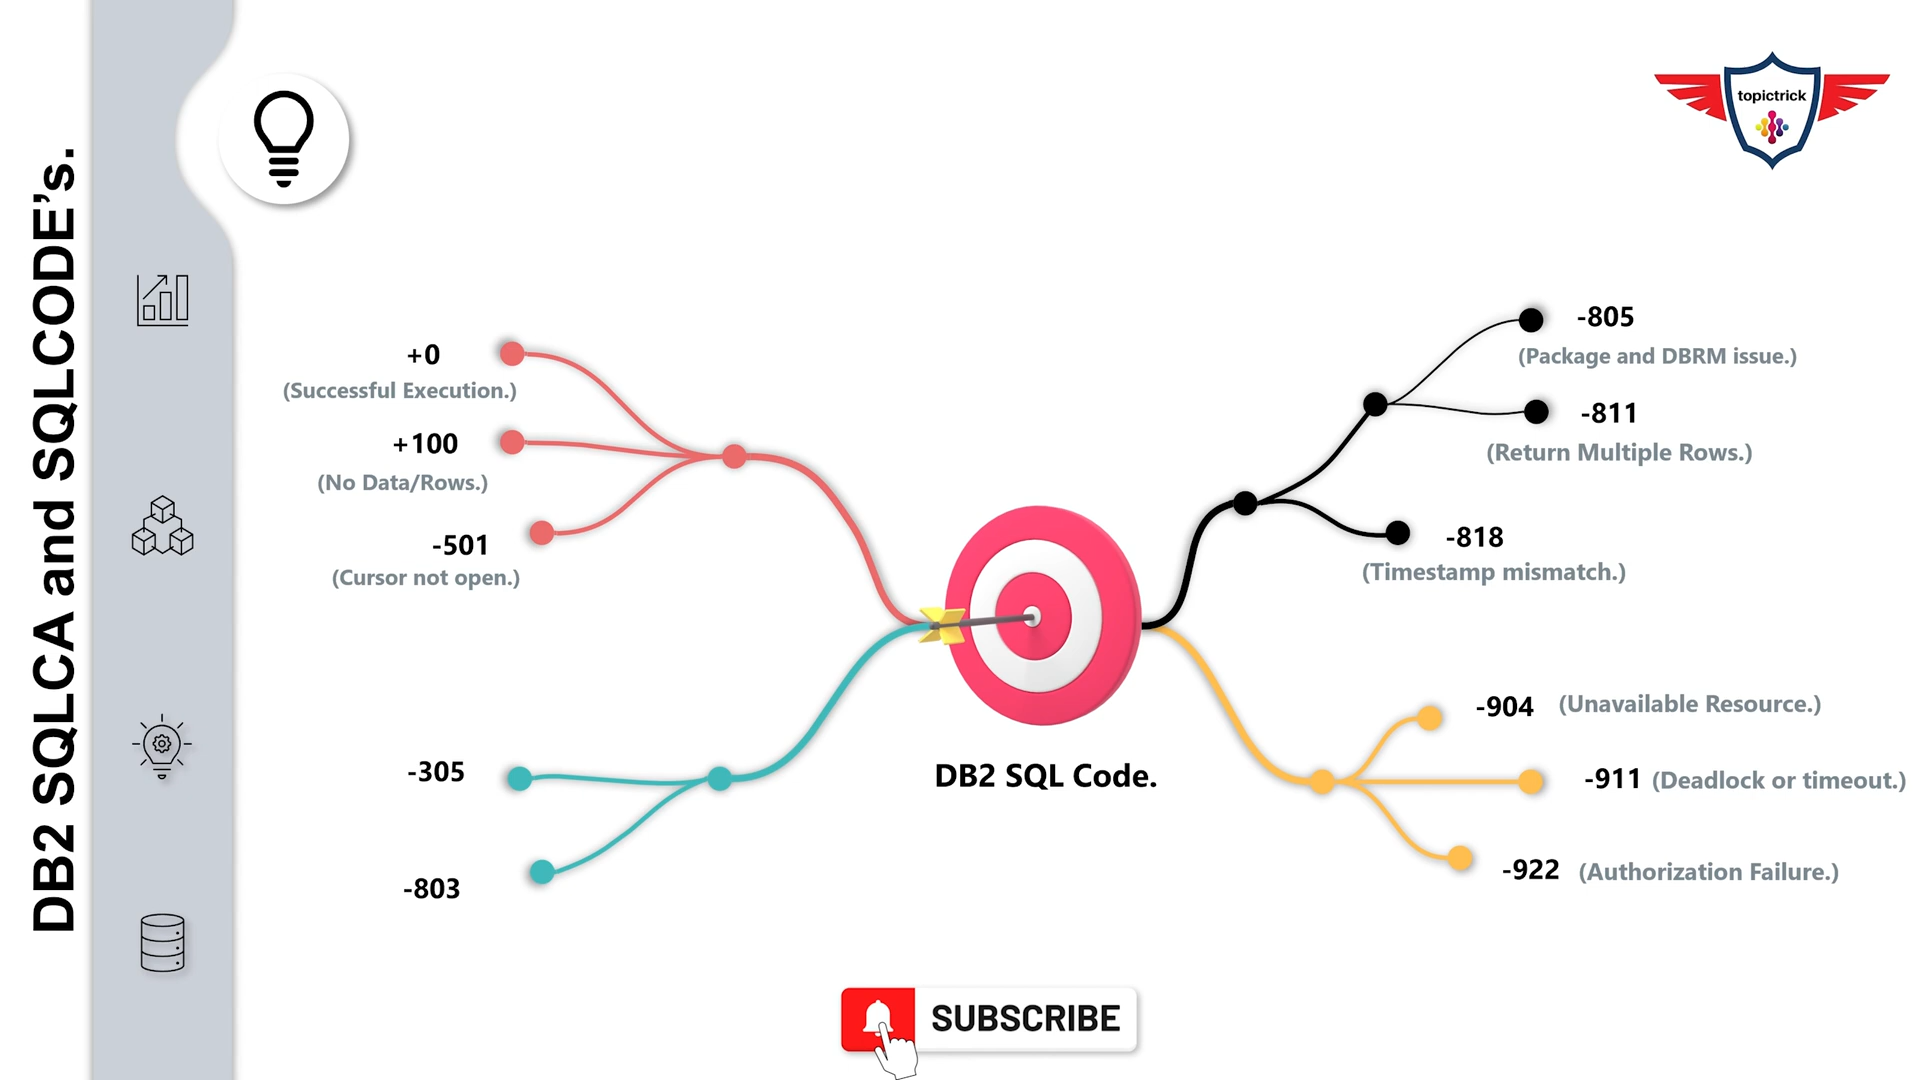 DB2 SQLCA and SQLCODE’s.
topictrick
+0
(Successful Execution.)
+100
(No Data/Rows.)
-501
(Cursor not open.)
-305
-803
DB2 SQL Code.
-805
(Package and DBRM issue.)
-811
(Return Multiple Rows.)
-818
(Timestamp mismatch.)
-904 (Unavailable Resource.)
-911 (Deadlock or timeout.)
-922 (Authorization Failure.)
SUBSCRIBE